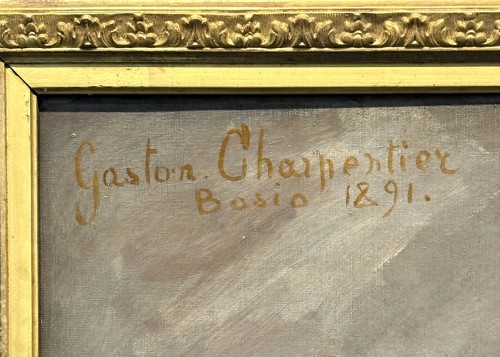 Gaston. Charpentier
Bosio 1891.